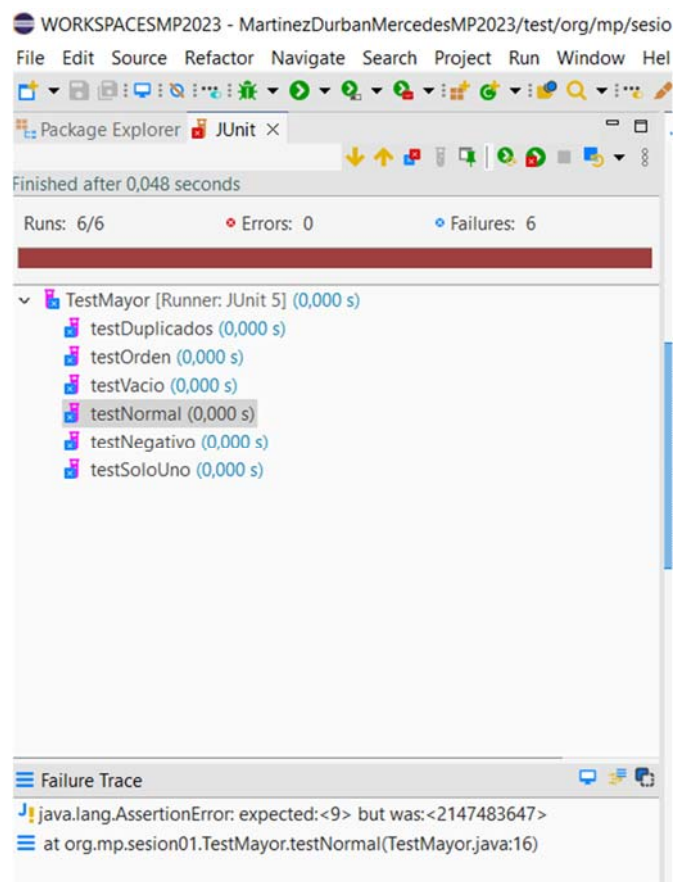 WORKSPACESMP2023 - MartinezDurbanMercedesMP2023/test/org/mp/sesio
File Edit Source Refactor Navigate Search Project Run Window Hel
Package Explorer JUnit
Finished after 0,048 seconds
Runs: 6/6 Errors: 0 Failures: 6
TestMayor [Runner: JUnit 5] (0,000 s)
testDuplicados (0,000 s)
testOrden (0,000 s)
testVacio (0,000 s)
testNormal (0,000 s)
testNegativo (0,000 s)
testSoloUno (0,000 s)
Failure Trace
java.lang.AssertionError: expected:<9> but was:<2147483647>
at org.mp.sesion01.TestMayor.testNormal(TestMayor.java:16)